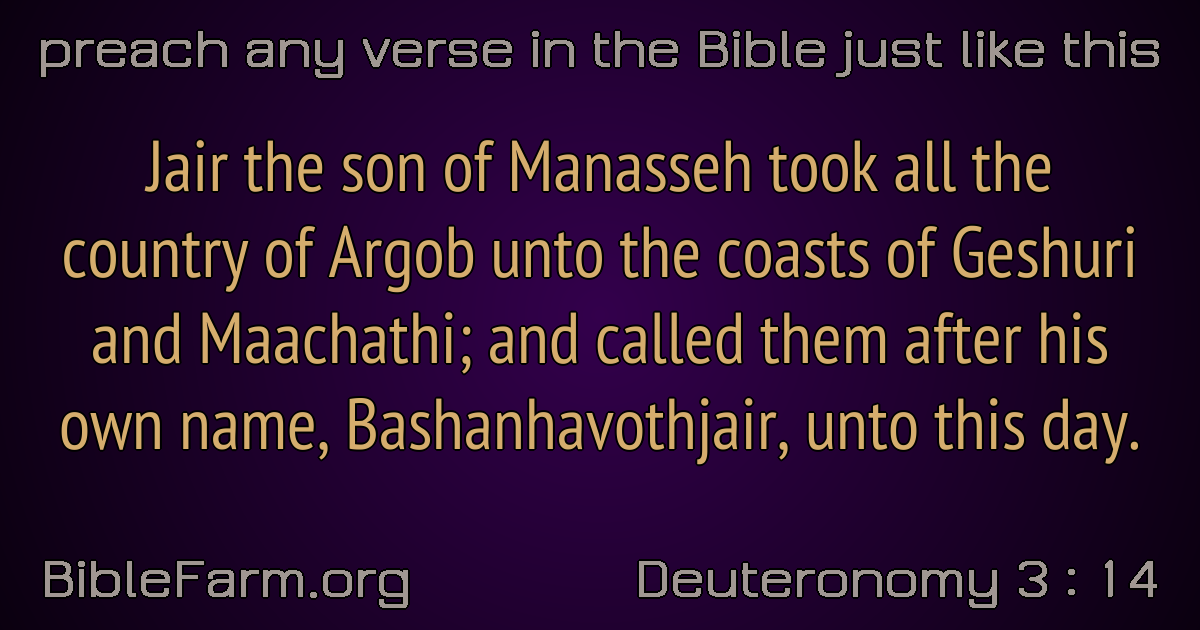 preach any verse in the Bible just like this
Jair the son of Manasseh took all the
country of Argob unto the coasts of Geshuri
and Maachathi; and called them after his
own name, Bashanhavothjair, unto this day.
BibleFarm.org
Deuteronomy 3 : 14